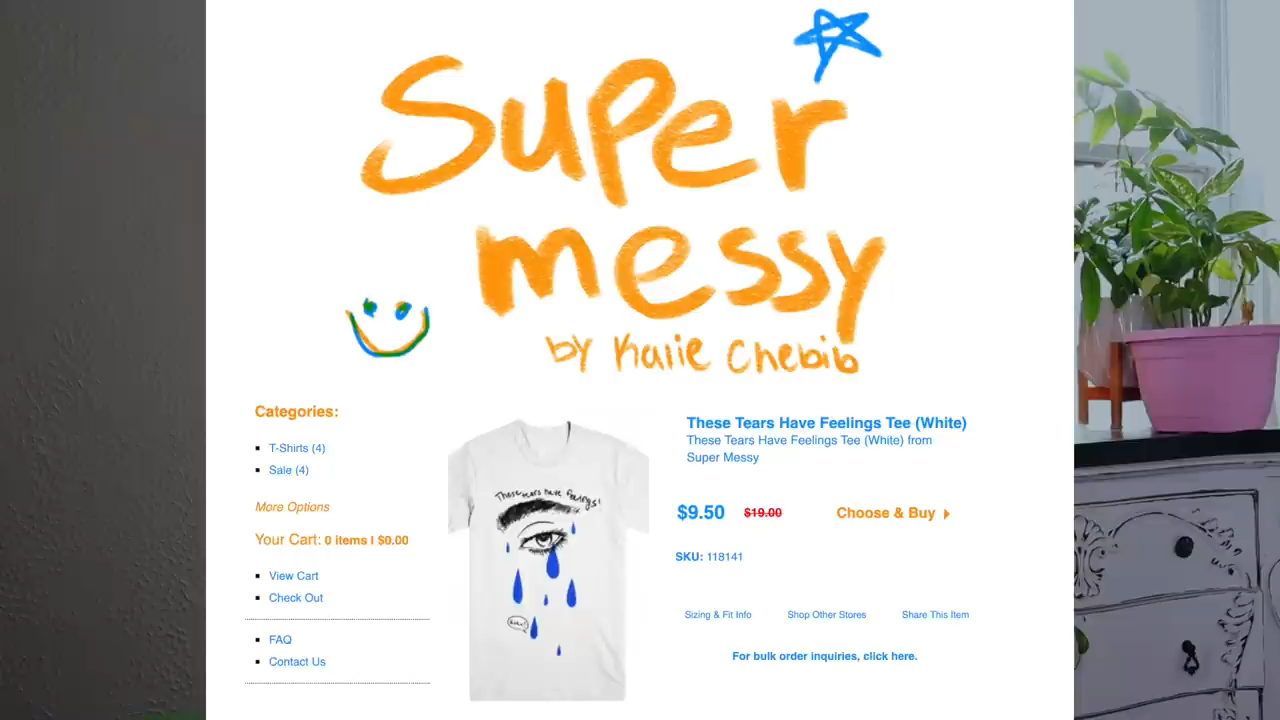 Super
messy
by Kalie Chebib
Categories:
T-Shirts (4)
Sale (4)
More Options
Your Cart: 0 items | $0.00
View Cart
Check Out
FAQ
Contact Us
These tears have feelings!
These Tears Have Feelings Tee (White)
These Tears Have Feelings Tee (White) from
Super Messy
$9.50 $19.00 Choose & Buy
SKU: 118141
Sizing & Fit Info Shop Other Stores Share This Item
For bulk order inquiries, click here.